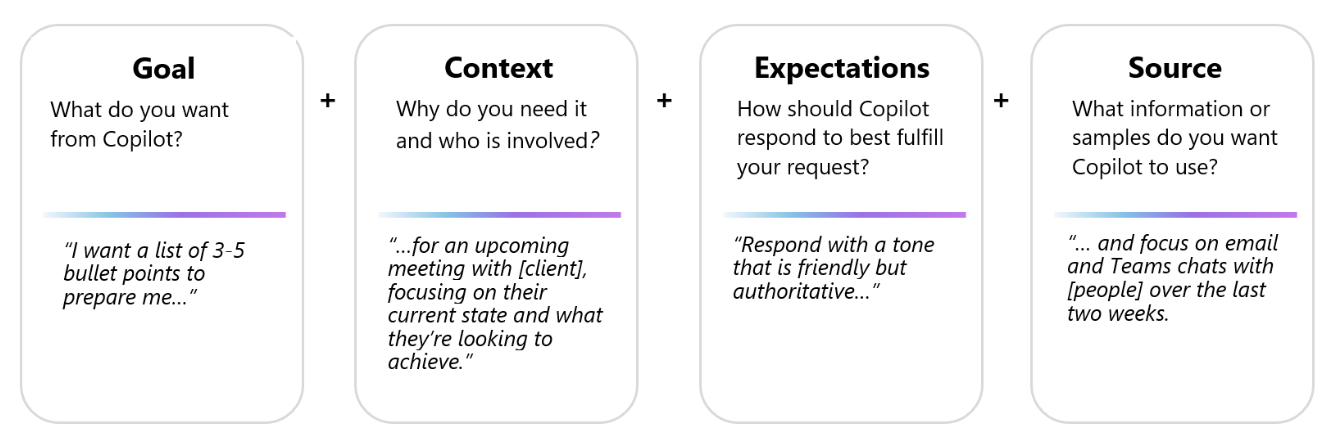 Goal
What do you want
from Copilot?
“I want a list of 3-5
bullet points to
prepare me...”
+
Context
Why do you need it
and who is involved?
“...for an upcoming
meeting with [client],
focusing on their
current state and what
they’re looking to
achieve.”
+
Expectations
How should Copilot
respond to best fulfill
your request?
“Respond with a tone
that is friendly but
authoritative...”
+
Source
What information or
samples do you want
Copilot to use?
“... and focus on email
and Teams chats with
[people] over the last
two weeks.